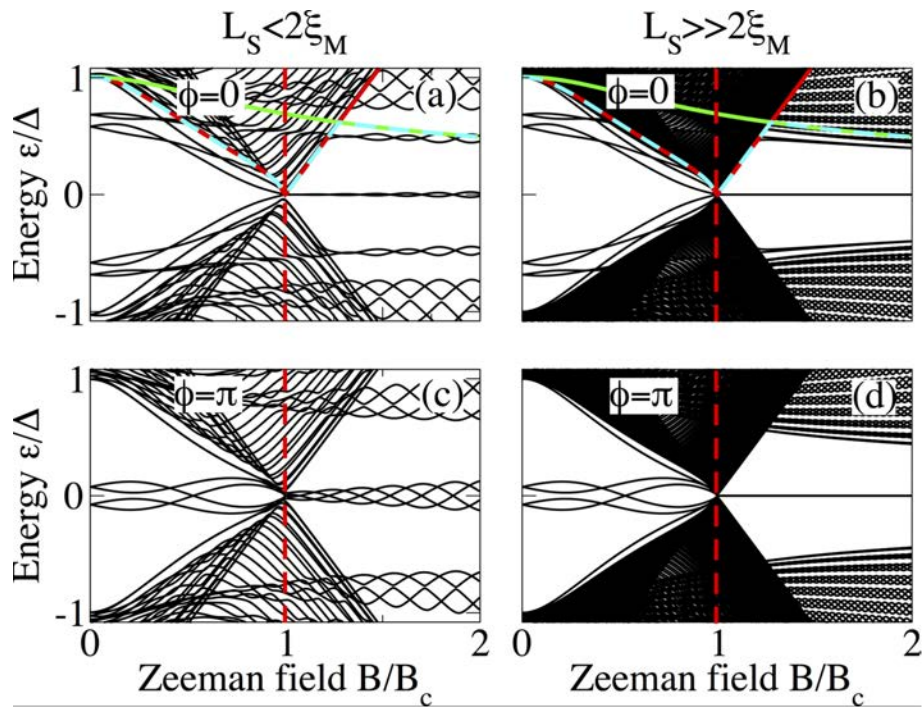 L_S<2ξ_M
L_S>>2ξ_M
Energy ε/Δ
1
0
-1
ϕ=0
(a)
ϕ=0
(b)
Energy ε/Δ
1
0
-1
ϕ=π
(c)
ϕ=π
(d)
0
1
2
0
1
2
Zeeman field B/B_c
Zeeman field B/B_c